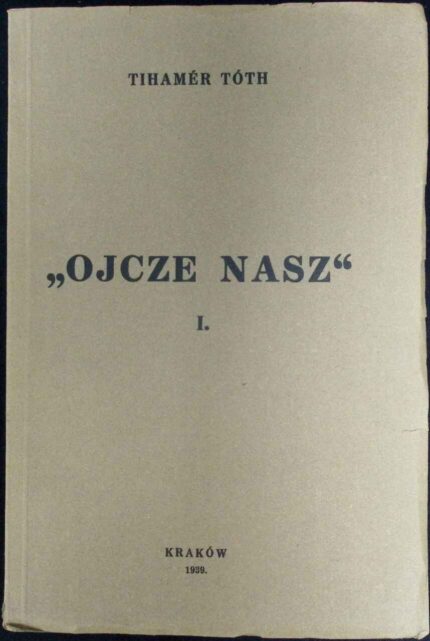 TIHAMÉR TÓTH
„OJCZE NASZ“
I.
KRAKÓW
1939.